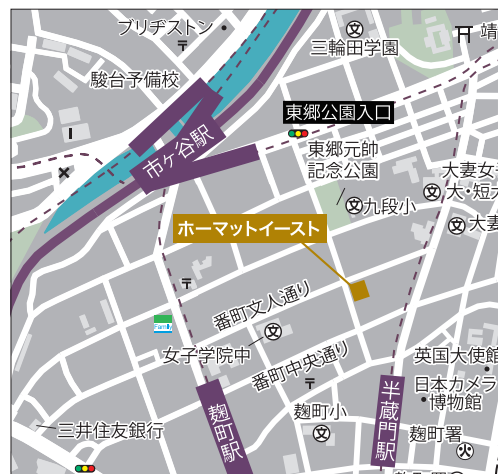 ブリヂストン
三輪田学園
靖
駿台予備校
東郷公園入口
市ヶ谷駅
東郷元帥
記念公園
大妻女子
大・短大
九段小
大妻
ホーマットイースト
番町文人通り
Family
女子学院中
番町中央通り
英国大使館
日本カメラ
博物館
麹町駅
半蔵門駅
麹町小
麹町署
三井住友銀行